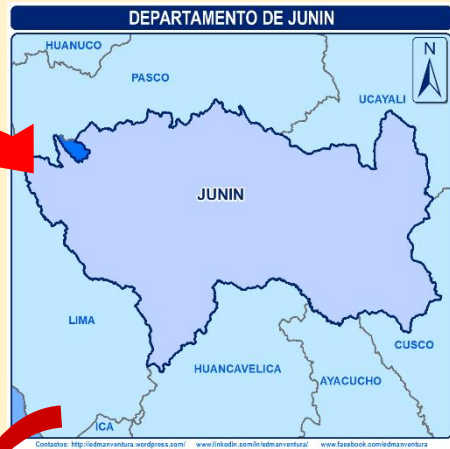 DEPARTAMENTO DE JUNIN
HUANUCO
N
PASCO
UCAYALI
JUNIN
LIMA
CUSCO
HUANCAVELICA
AYACUCHO
ICA
Contactos: http://edmanventura.wordpress.com/ www.linkedin.com/in/edmanventura/ www.facebook.com/edmanventura